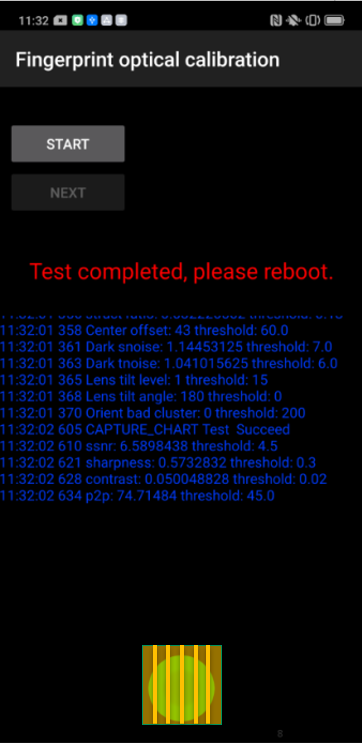 11:32
Fingerprint optical calibration
START
NEXT
Test completed, please reboot.
11:32:01 358 Center offset: 43 threshold: 60.0
11:32:01 361 Dark snoise: 1.14453125 threshold: 7.0
11:32:01 363 Dark tnoise: 1.041015625 threshold: 6.0
11:32:01 365 Lens tilt level: 1 threshold: 15
11:32:01 368 Lens tilt angle: 180 threshold: 0
11:32:01 370 Orient bad cluster: 0 threshold: 200
11:32:02 605 CAPTURE_CHART Test  Succeed
11:32:02 610 ssnr: 6.5898438 threshold: 4.5
11:32:02 621 sharpness: 0.5732832 threshold: 0.3
11:32:02 628 contrast: 0.050048828 threshold: 0.02
11:32:02 634 p2p: 74.71484 threshold: 45.0
8